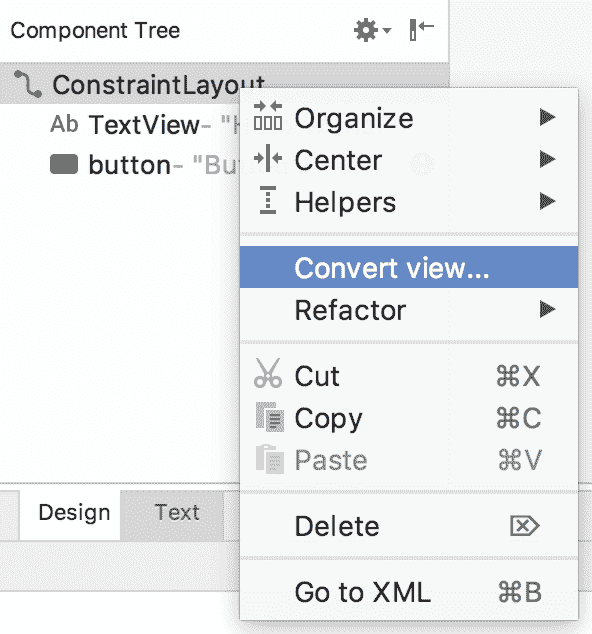 Component Tree
ConstraintLayout
Ab TextView- "H
button- "Bu
Organize
Center
Helpers
Convert view...
Refactor
Cut ⌘X
Copy ⌘C
Paste ⌘V
Delete
Go to XML ⌘B
Design Text